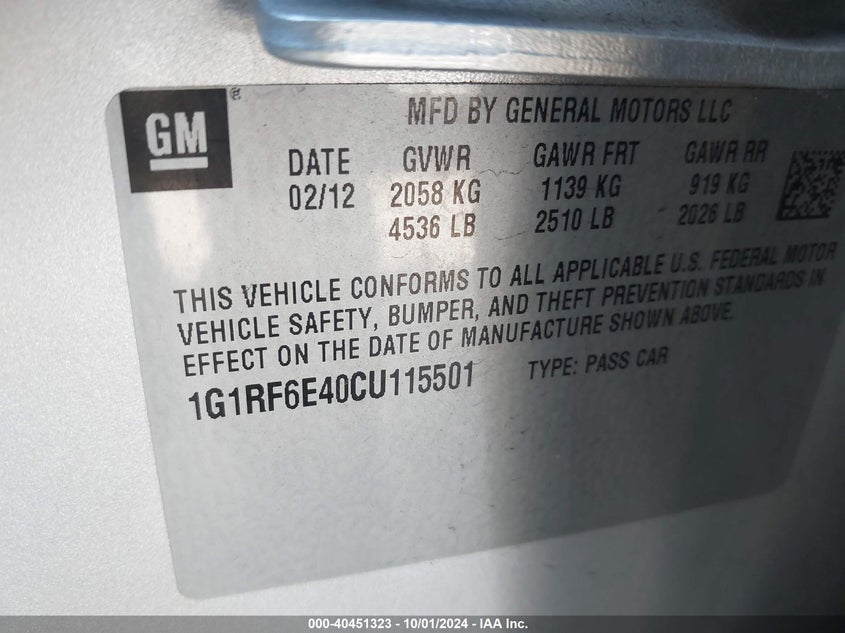 GM
®
MFD BY GENERAL MOTORS LLC
DATE GVWR GAWR FRT GAWR RR
02/12 2058 KG 1139 KG 919 KG
4536 LB 2510 LB 2026 LB
THIS VEHICLE CONFORMS TO ALL APPLICABLE U.S. FEDERAL MOTOR
VEHICLE SAFETY, BUMPER, AND THEFT PREVENTION STANDARDS IN
EFFECT ON THE DATE OF MANUFACTURE SHOWN ABOVE.
1G1RF6E40CU115501 TYPE: PASS CAR
000-40451323 - 10/01/2024 - IAA Inc.